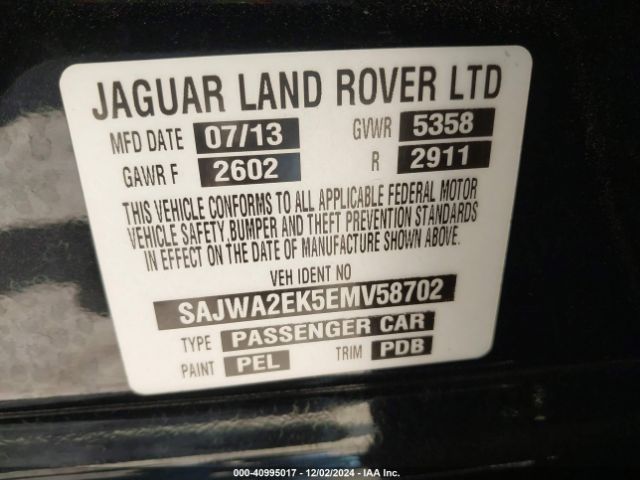 JAGUAR LAND ROVER LTD
MFD DATE 07/13 GVWR 5358
GAWR F 2602 R 2911
THIS VEHICLE CONFORMS TO ALL APPLICABLE FEDERAL MOTOR
VEHICLE SAFETY, BUMPER AND THEFT PREVENTION STANDARDS
IN EFFECT ON THE DATE OF MANUFACTURE SHOWN ABOVE.
VEH IDENT NO
SAJWA2EK5EMV58702
TYPE PASSENGER CAR
PAINT PEL TRIM PDB
000-40995017 - 12/02/2024 - IAA Inc.